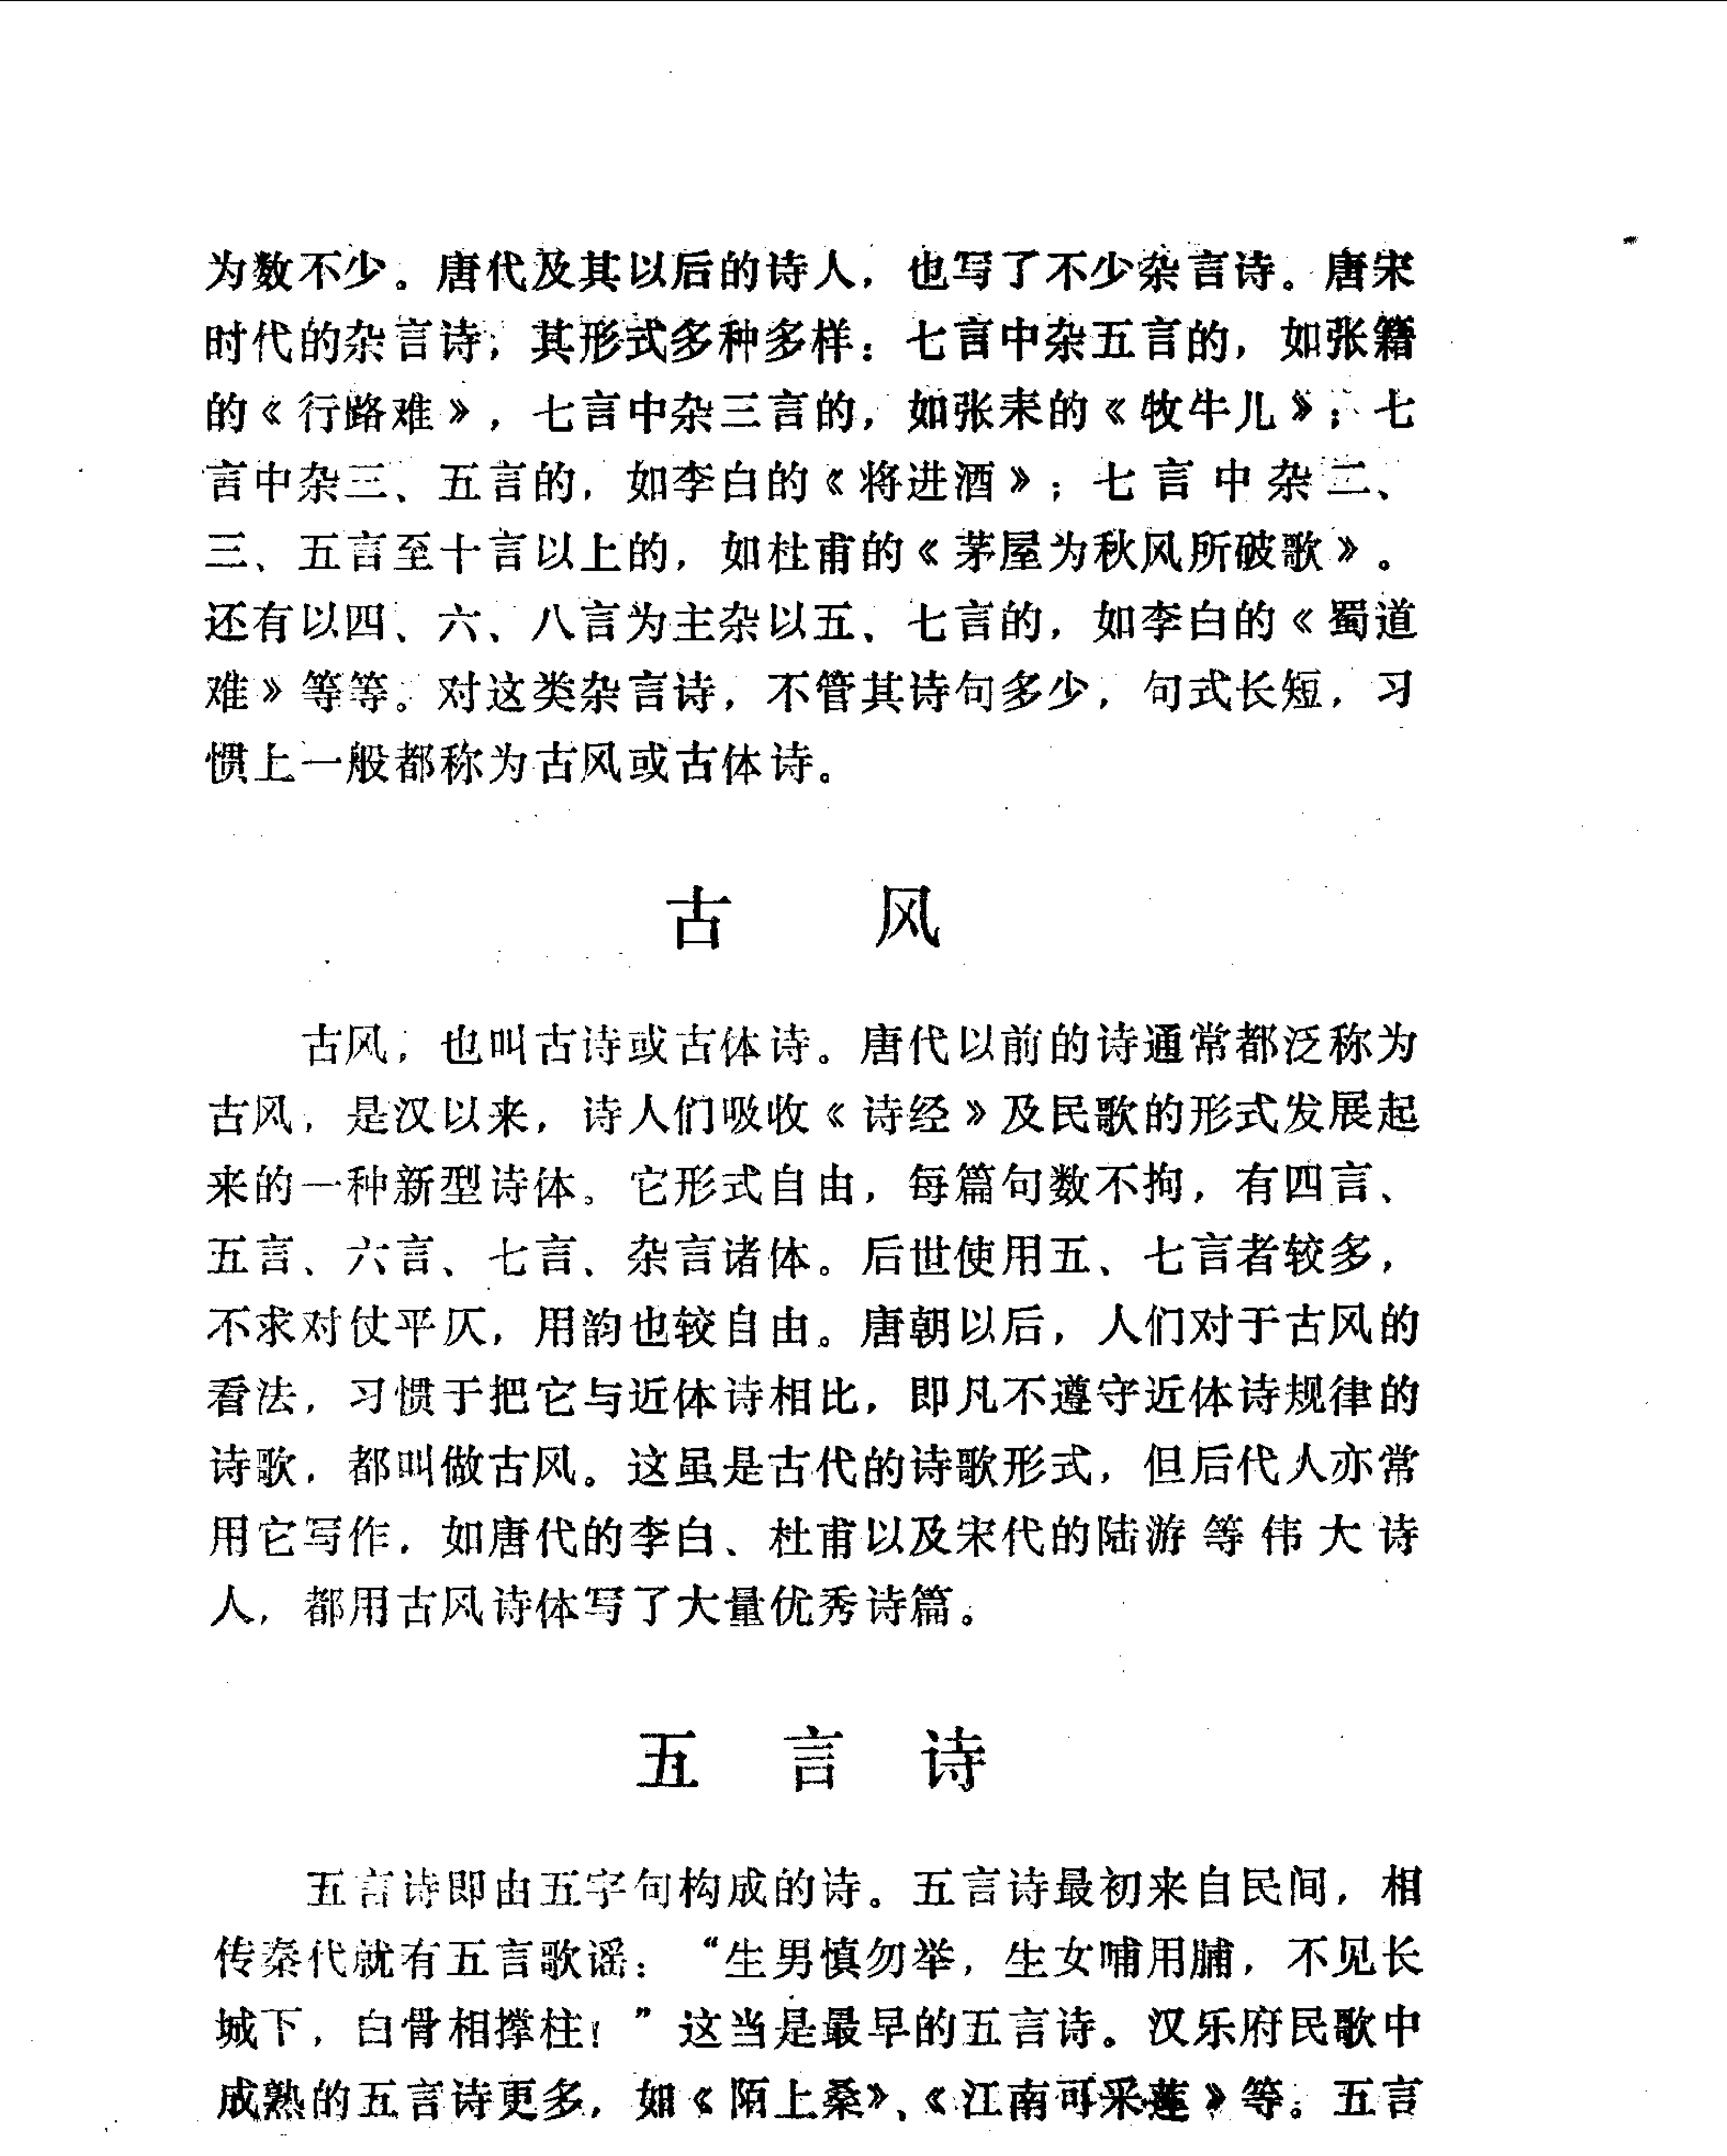 为数不少。唐代及其以后的诗人，也写了不少杂言诗。唐宋
时代的杂言诗，其形式多种多样：七言中杂五言的，如张籍
的《行路难》，七言中杂三言的，如张耒的《牧牛儿》；七
言中杂三、五言的，如李白的《将进酒》；七言中杂二、
三、五言至十言以上的，如杜甫的《茅屋为秋风所破歌》。
还有以四、六、八言为主杂以五、七言的，如李白的《蜀道
难》等等。对这类杂言诗，不管其诗句多少，句式长短，习
惯上一般都称为古风或古体诗。
古风
古风，也叫古诗或古体诗。唐代以前的诗通常都泛称为
古风，是汉以来，诗人们吸收《诗经》及民歌的形式发展起
来的一种新型诗体。它形式自由，每篇句数不拘，有四言、
五言、六言、七言、杂言诸体。后世使用五、七言者较多，
不求对仗平仄，用韵也较自由。唐朝以后，人们对于古风的
看法，习惯于把它与近体诗相比，即凡不遵守近体诗规律的
诗歌，都叫做古风。这虽是古代的诗歌形式，但后代人亦常
用它写作，如唐代的李白、杜甫以及宋代的陆游等伟大诗
人，都用古风诗体写了大量优秀诗篇。
五言诗
五言诗即由五字句构成的诗。五言诗最初来自民间，相
传秦代就有五言歌谣：“生男慎勿举，生女哺用脯，不见长
城下，白骨相撑柱！”这当是最早的五言诗。汉乐府民歌中
成熟的五言诗更多，如《陌上桑》、《江南可采莲》等。五言